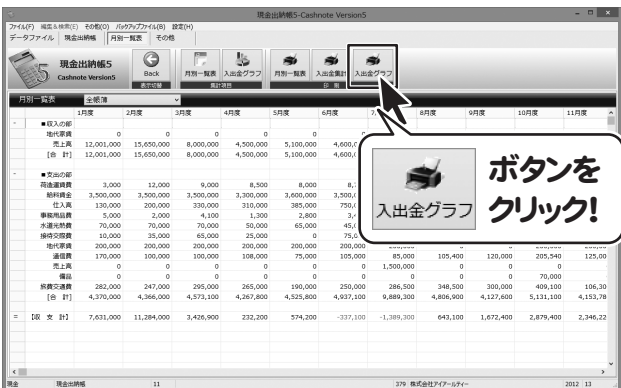 現金出納帳5-Cashnote Version5
ファイル(F) 編集&検索(E) その他(O) バックアップファイル(B) 設定(H)
データファイル 現金出納帳 月別一覧表 その他
現金出納帳5
Cashnote Version5
Back 月別一覧表 入出金グラフ 月別一覧表 入出金集計 入出金グラフ
表示切替 集計項目 印刷
月別一覧表 全帳簿
1月度 2月度 3月度 4月度 5月度 6月度 8月度 9月度 10月度 11月度
- ■収入の部
地代家賃 0 0 0 0 0 0
売上高 12,001,000 15,650,000 8,000,000 4,500,000 5,100,000
[合 計] 12,001,000 15,650,000 8,000,000 4,500,000 5,100,000
- ■支出の部
荷造運賃費 3,000 12,000 9,000 8,500 8,000
給料賃金 3,500,000 3,500,000 3,500,000 3,300,000 3,600,000
仕入高 130,000 200,000 330,000 310,000 385,000
事務用品費 5,000 2,000 4,100 1,300 2,800
水道光熱費 70,000 70,000 70,000 50,000 65,000
接待交際費 10,000 35,000 65,000 25,000 0
地代家賃 200,000 200,000 200,000 200,000 200,000 200,000
通信費 170,000 100,000 100,000 108,000 75,000 105,000 85,000 105,400 120,000 205,540 125,00
売上高 0 0 0 0 0 0 1,500,000 0 0 0
備品 0 0 0 0 0 0 0 0 0 70,000
旅費交通費 282,000 247,000 295,000 265,000 190,000 250,000 286,500 348,500 300,000 409,100 106,30
[合 計] 4,370,000 4,366,000 4,573,100 4,267,800 4,525,800 4,937,100 9,889,300 4,806,900 4,127,600 5,131,100 4,153,78
= 【収 支 計】 7,631,000 11,284,000 3,426,900 232,200 574,200 -337,100 -1,389,300 643,100 1,672,400 2,879,400 2,346,22
入出金グラフ
ボタンを
クリック!
現金 現金出納帳 11 379 株式会社アイアールティー 2012 13